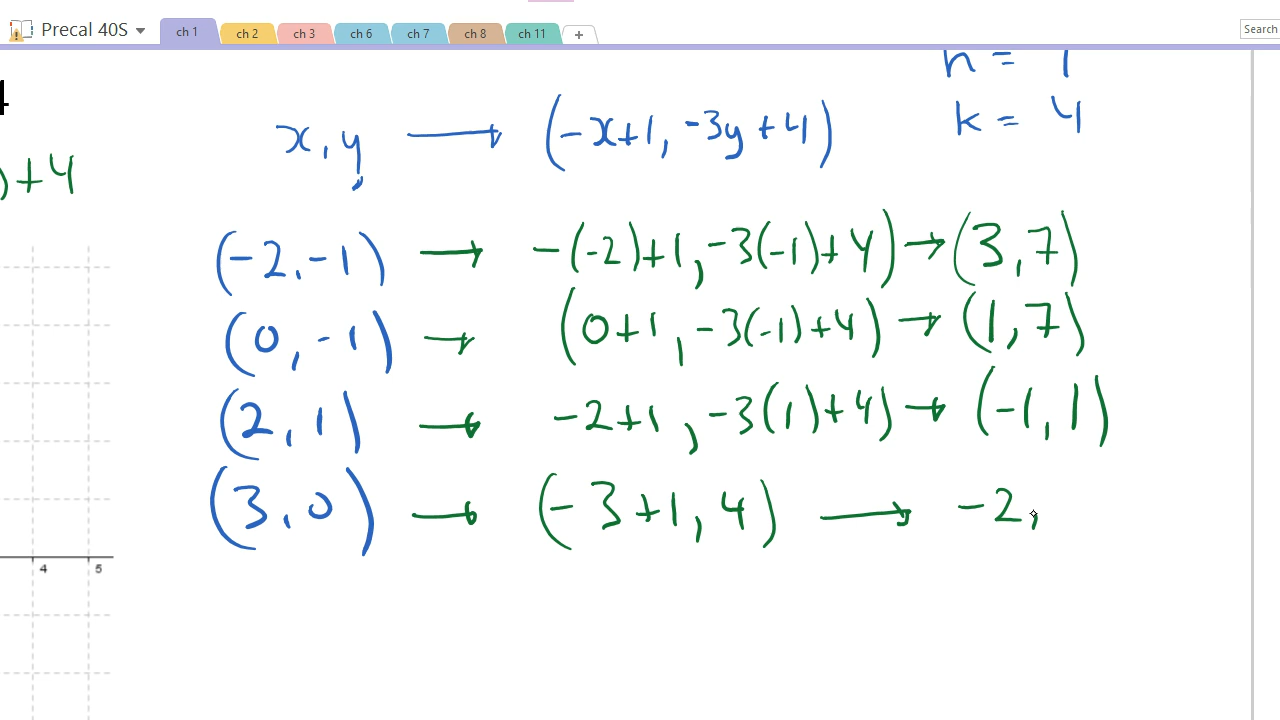 Precal 40S ch 1 ch 2 ch 3 ch 6 ch 7 ch 8 ch 11 + Search
h = 1
k = 4
x, y → (-x+1, -3y+4)
)+4
(-2, -1) → -(-2)+1, -3(-1)+4) → (3, 7)
(0, -1) → (0+1, -3(-1)+4) → (1, 7)
(2, 1) → -2+1, -3(1)+4) → (-1, 1)
(3, 0) → (-3+1, 4) → -2,
4 5